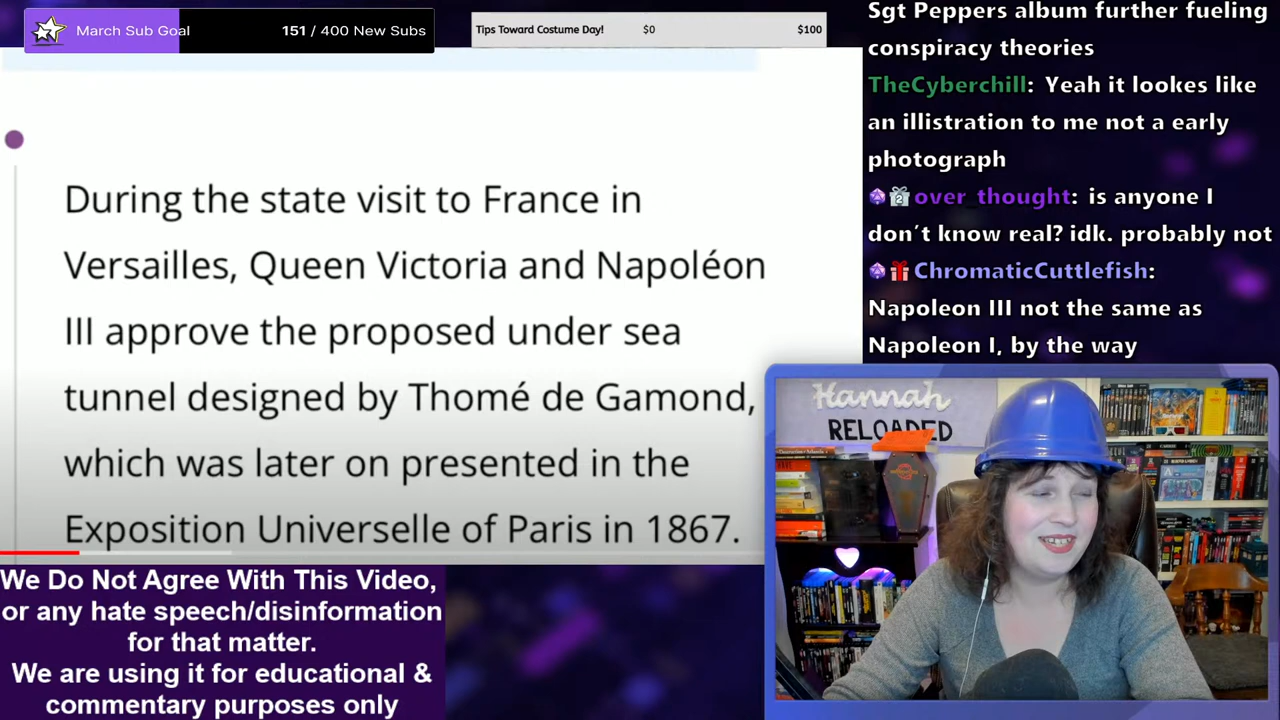 March Sub Goal
151 / 400 New Subs
Tips Toward Costume Day!
$0
$100
During the state visit to France in
Versailles, Queen Victoria and Napoléon
III approve the proposed under sea
tunnel designed by Thomé de Gamond,
which was later on presented in the
Exposition Universelle of Paris in 1867.
Sgt Peppers album further fueling
conspiracy theories
TheCyberchill: Yeah it lookes like
an illistration to me not a early
photograph
over_thought: is anyone I
don't know real? idk. probably not
ChromaticCuttlefish:
Napoleon III not the same as
Napoleon I, by the way
Hannah
RELOADED
We Do Not Agree With This Video,
or any hate speech/disinformation
for that matter.
We are using it for educational &
commentary purposes only